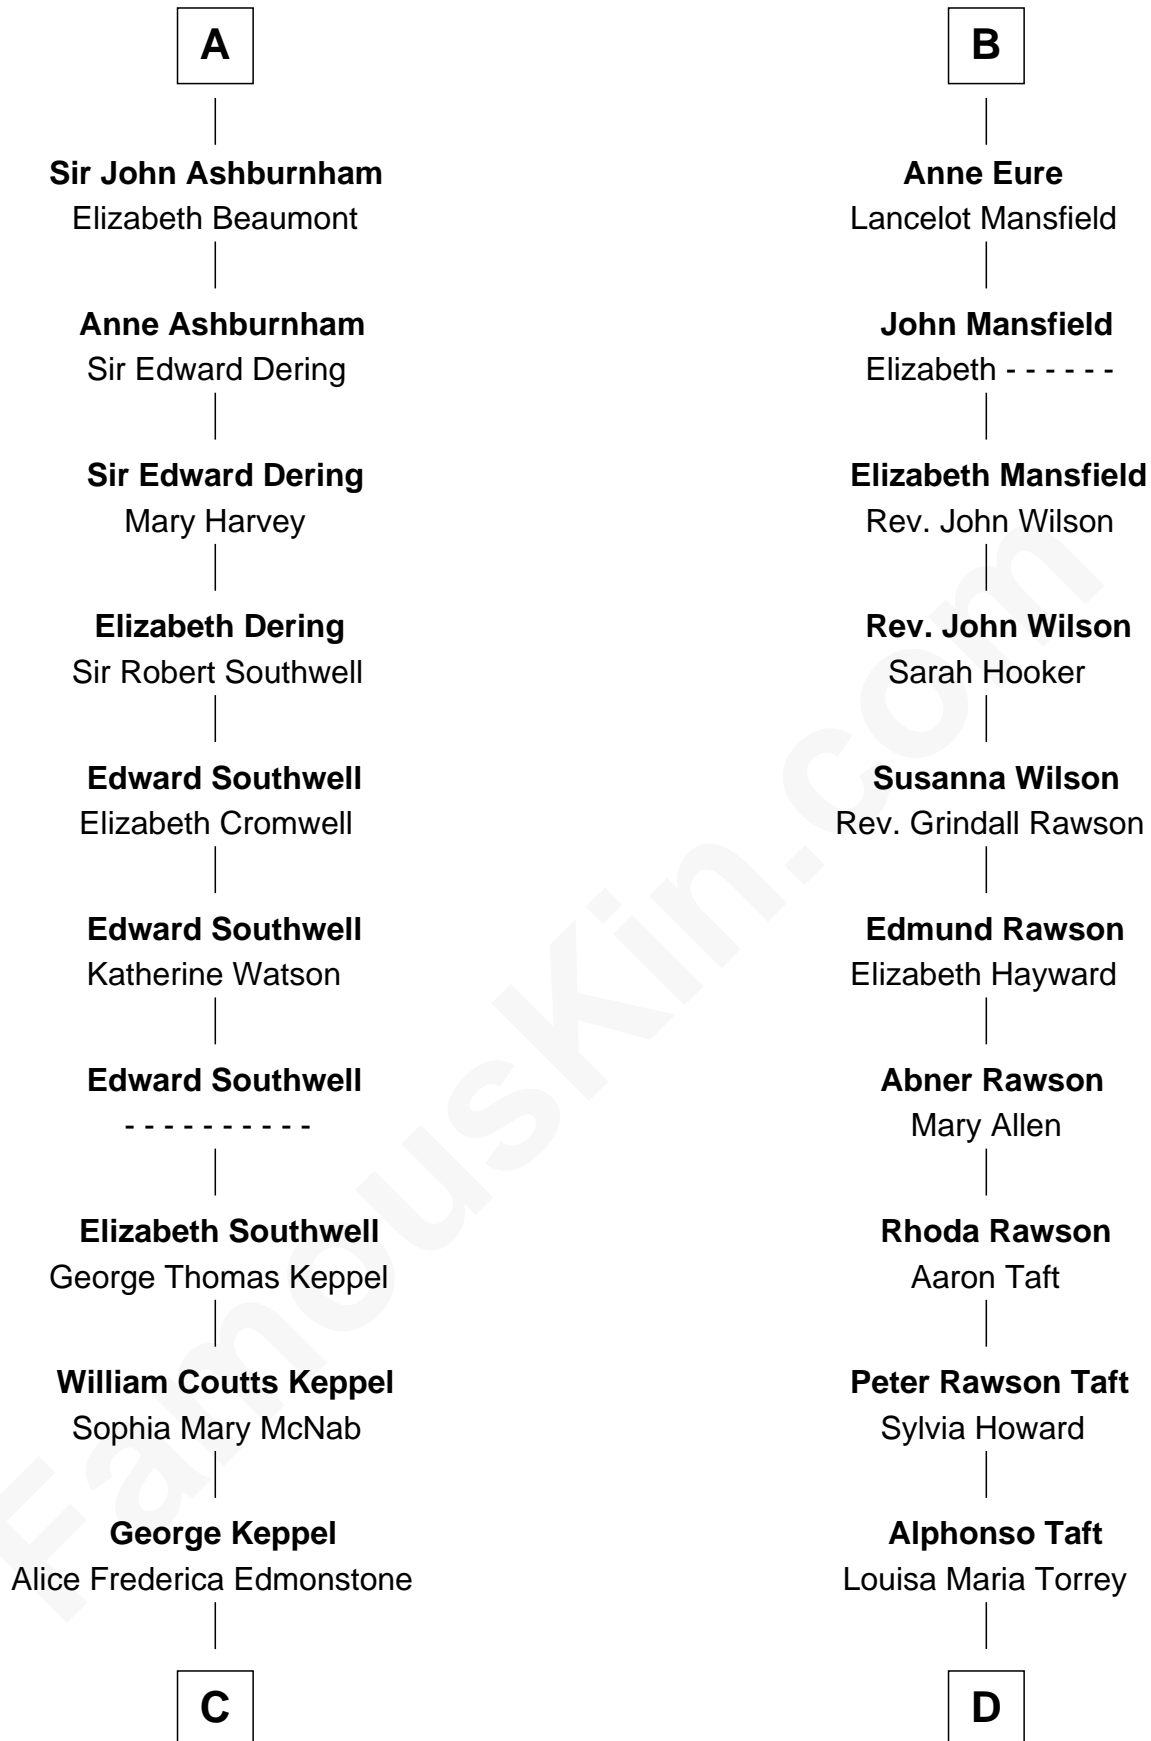 A
Sir John Ashburnham
Elizabeth Beaumont
Anne Ashburnham
Sir Edward Dering
Sir Edward Dering
Mary Harvey
Elizabeth Dering
Sir Robert Southwell
Edward Southwell
Elizabeth Cromwell
Edward Southwell
Katherine Watson
Edward Southwell
- - - - - - - - - -
Elizabeth Southwell
George Thomas Keppel
William Coutts Keppel
Sophia Mary McNab
George Keppel
Alice Frederica Edmonstone
C
B
Anne Eure
Lancelot Mansfield
John Mansfield
Elizabeth - - - - - -
Elizabeth Mansfield
Rev. John Wilson
Rev. John Wilson
Sarah Hooker
Susanna Wilson
Rev. Grindall Rawson
Edmund Rawson
Elizabeth Hayward
Abner Rawson
Mary Allen
Rhoda Rawson
Aaron Taft
Peter Rawson Taft
Sylvia Howard
Alphonso Taft
Louisa Maria Torrey
D
FamousKin.com